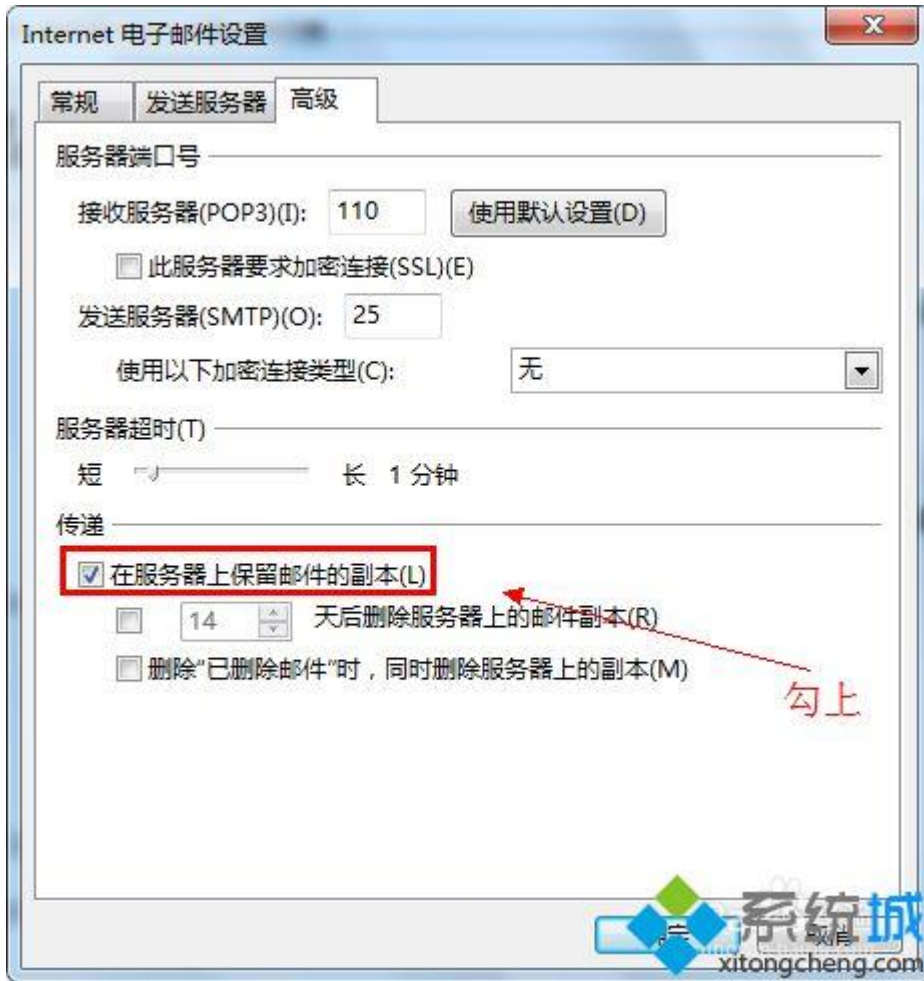 Internet 电子邮件设置
常规 发送服务器 高级
服务器端口号
接收服务器(POP3)(I): 110 使用默认设置(D)
此服务器要求加密连接(SSL)(E)
发送服务器(SMTP)(O): 25
使用以下加密连接类型(C): 无
服务器超时(T)
短 长 1 分钟
传递
在服务器上保留邮件的副本(L)
14 天后删除服务器上的邮件副本(R)
删除“已删除邮件”时，同时删除服务器上的副本(M)
勾上
系统城
取消
xitongcheng.com